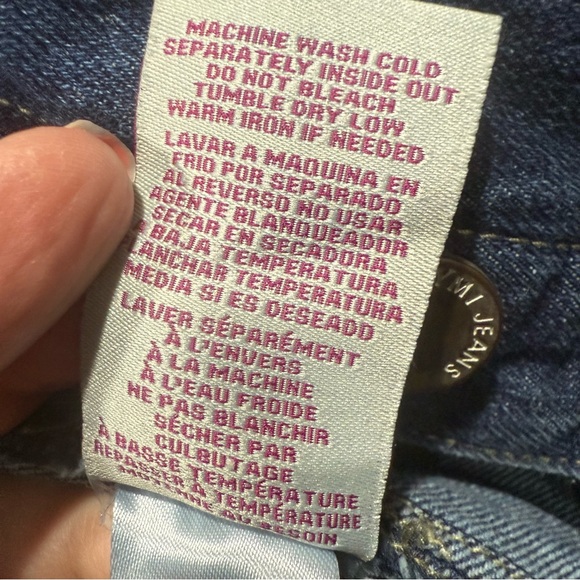 MACHINE WASH COLD
SEPARATELY INSIDE OUT
DO NOT BLEACH
TUMBLE DRY LOW
WARM IRON IF NEEDED
LAVAR A MAQUINA EN
FRIO POR SEPARADO
AL REVERSO NO USAR
AGENTE BLANQUEADOR
SECAR EN SECADORA
A BAJA TEMPERATURA
PLANCHAR TEMPERATURA
MEDIA SI ES DESEADO
LAVER SÉPARÉMENT
À L'ENVERS
À LA MACHINE
À L'EAU FROIDE
NE PAS BLANCHIR
SÉCHER PAR
CULBUTAGE
À BASSE TEMPÉRATURE
REPASSER À TEMPÉRATURE
MOYENNE AU BESOIN
JEANS